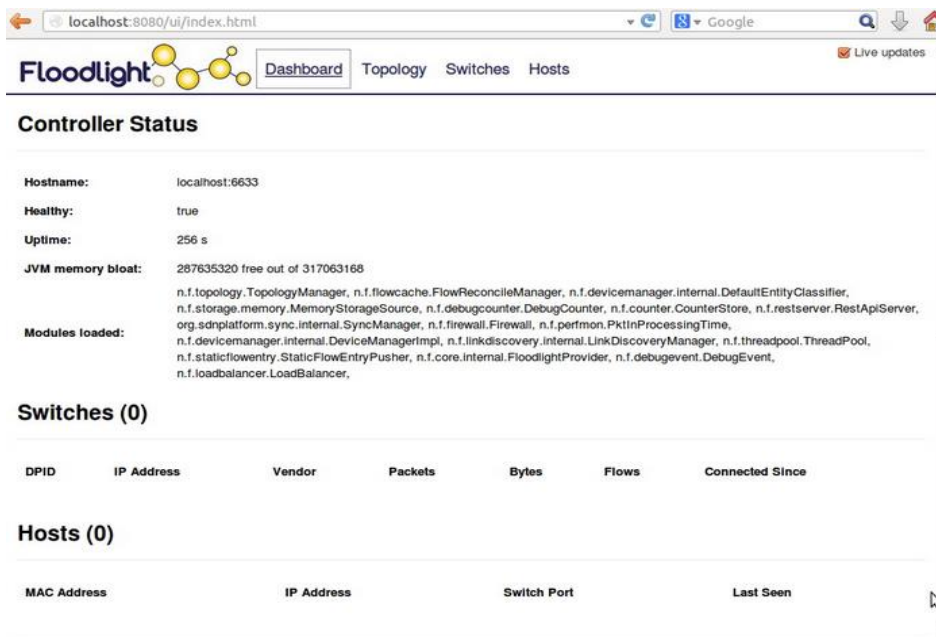 localhost:8080/ui/index.html
Google
Floodlight
Dashboard Topology Switches Hosts
Live updates
Controller Status
Hostname: localhost:6633
Healthy: true
Uptime: 256 s
JVM memory bloat: 287635320 free out of 317063168
Modules loaded: n.f.topology.TopologyManager, n.f.flowcache.FlowReconcileManager, n.f.devicemanager.internal.DefaultEntityClassifier,
n.f.storage.memory.MemoryStorageSource, n.f.debugcounter.DebugCounter, n.f.counter.CounterStore, n.f.restserver.RestApiServer,
org.sdnplatform.sync.internal.SyncManager, n.f.firewall.Firewall, n.f.perfmon.PktInProcessingTime,
n.f.devicemanager.internal.DeviceManagerImpl, n.f.linkdiscovery.internal.LinkDiscoveryManager, n.f.threadpool.ThreadPool,
n.f.staticflowentry.StaticFlowEntryPusher, n.f.core.internal.FloodlightProvider, n.f.debugevent.DebugEvent,
n.f.loadbalancer.LoadBalancer,
Switches (0)
DPID IP Address Vendor Packets Bytes Flows Connected Since
Hosts (0)
MAC Address IP Address Switch Port Last Seen